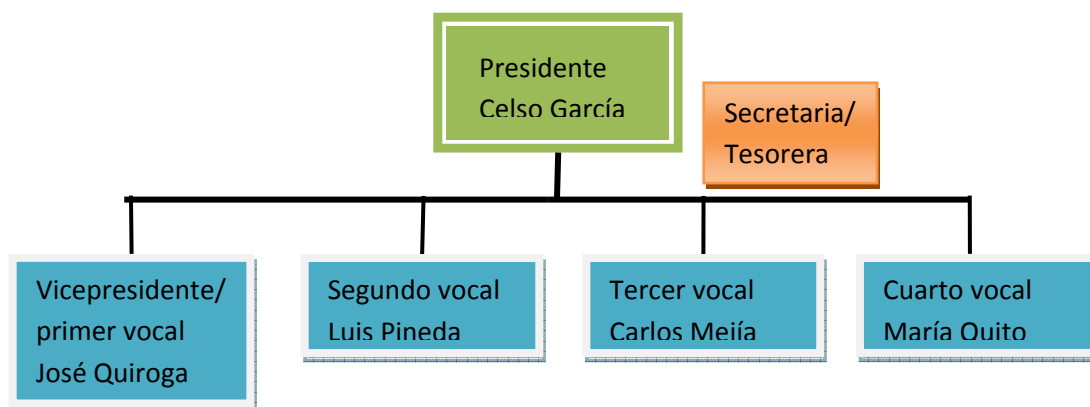 Presidente
Celso García
Secretaria/
Tesorera
Vicepresidente/
primer vocal
José Quiroga
Segundo vocal
Luis Pineda
Tercer vocal
Carlos Mejía
Cuarto vocal
María Quito